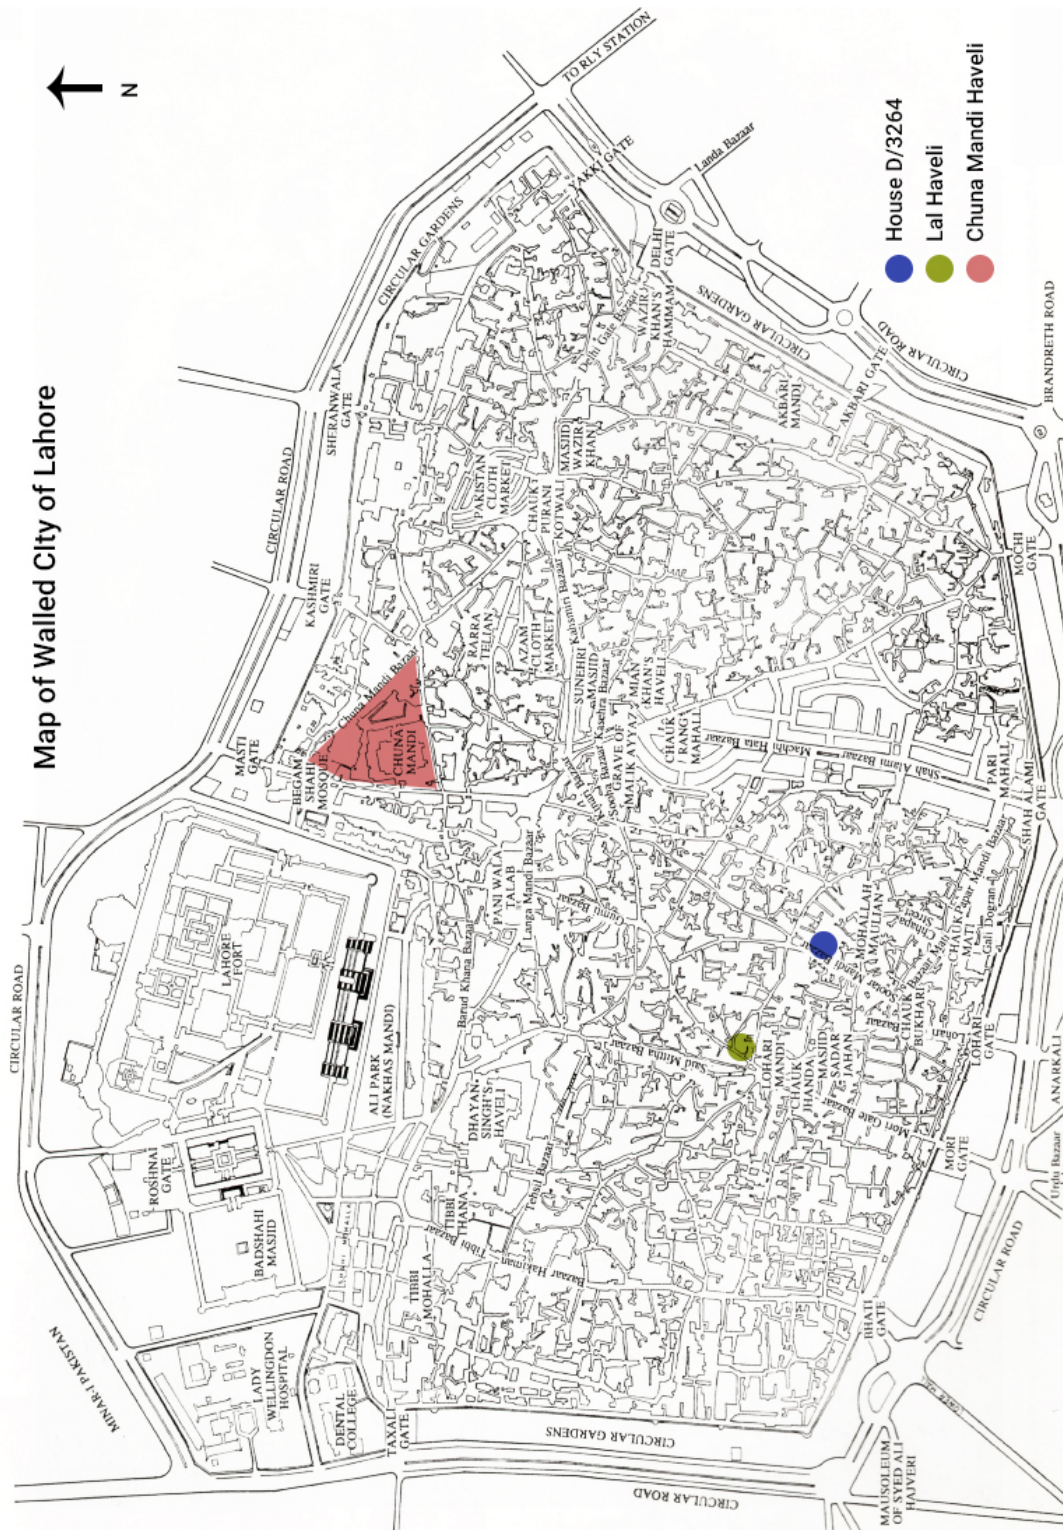 Map of Walled CIty of Lahore
N
CIRCULAR ROAD
MINAR-I PAKISTAN
ROSHNAI
GATE
BADSHAHI
MASJID
LADY
WELLINGDON
HOSPITAL
DENTAL
COLLEGE
TAXALI
GATE
LAHORE
FORT
ALI PARK
(NAKHAS MANDI)
MASTI
GATE
BEGAM
SHAHI
MOSQUE
KASHMIRI
GATE
CIRCULAR ROAD
SHERANWALA
GATE
CIRCULAR GARDENS
TO RLY STATION
YAKKI GATE
Landa Bazaar
DELHI
GATE
WAZIR
KHAN'S
HAMMAM
Delhi Gate Bazaar
CIRCULAR GARDENS
Chuna Mandi Bazaar
CHUNA
MANDI
RARRA
TELIAN
PAKISTAN
CLOTH
MARKET
CHAUK
PURANI
KOTWALI
MASJID
WAZIR
KHAN
AZAM
CLOTH
MARKET
Kashmiri Bazaar
SUNEHRI
MASJID
Kasehra Bazaar
PANI WALA
TALAB
Langa Mandi Bazaar
Barud Khana Bazaar
DHAYAN
SINGH'S
HAVELI
TIBBI
THANA
TIBBI
MOHALLA
Tibbi Bazaar
Tehsil Bazaar
Bazaar Hakiman
Said Mittha Bazaar
Gumti Bazaar
Sooha Bazaar
GRAVE OF
MALIK AYYAZ
MIAN
KHAN'S
HAVELI
CHAUK
RANG
MAHALL
Machhi Hata Bazaar
Shah Alami Bazaar
AKBARI
MANDI
AKBARI GATE
CIRCULAR ROAD
BRANDRETH ROAD
MOCHI
GATE
PARI
MAHALL
SHAH ALAMI
GATE
LOHARI
MANDI
CHAUK
JHANDA
MASJID
SADAR
JAHAN
MOHALLAH
MAULIAN
CHAUK
BUKHARI
CHAUK
MATI
Gali Dogran
Papar Mandi Bazaar
LOHARI
GATE
Mori Gate Bazaar
MORI
GATE
ANARKALI
BHATI
GATE
CIRCULAR ROAD
CIRCULAR GARDENS
CIRCULAR ROAD
MAUSOLEUM
OF SYED ALI
HAJVERI
House D/3264
Lal Haveli
Chuna Mandi Haveli